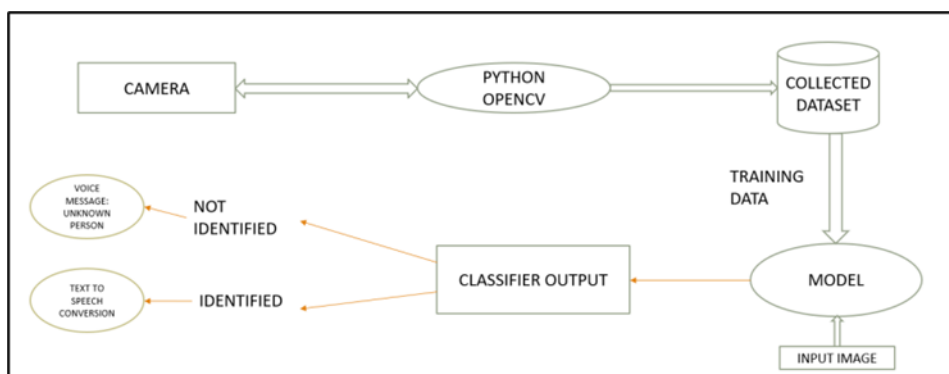 CAMERA
PYTHON
OPENCV
COLLECTED
DATASET
TRAINING
DATA
VOICE
MESSAGE:
UNKNOWN
PERSON
NOT
IDENTIFIED
CLASSIFIER OUTPUT
MODEL
TEXT TO
SPEECH
CONVERSION
IDENTIFIED
INPUT IMAGE